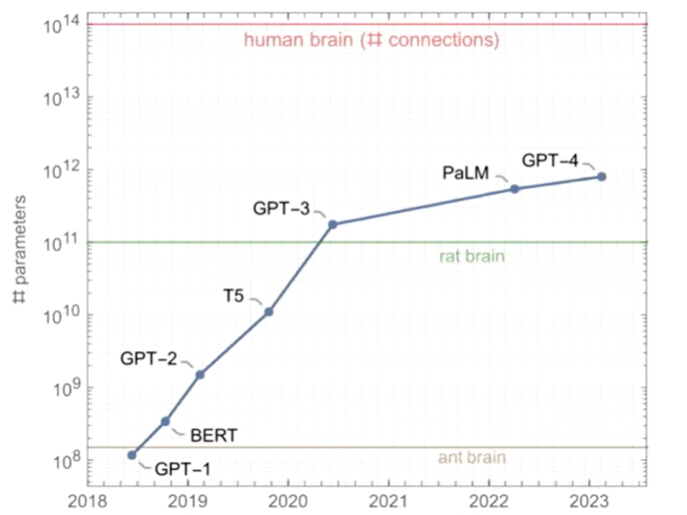 10^14
human brain (# connections)
10^13
10^12
GPT-4
PaLM
GPT-3
10^11
rat brain
# parameters
T5
10^10
GPT-2
10^9
BERT
ant brain
10^8
GPT-1
2018 2019 2020 2021 2022 2023